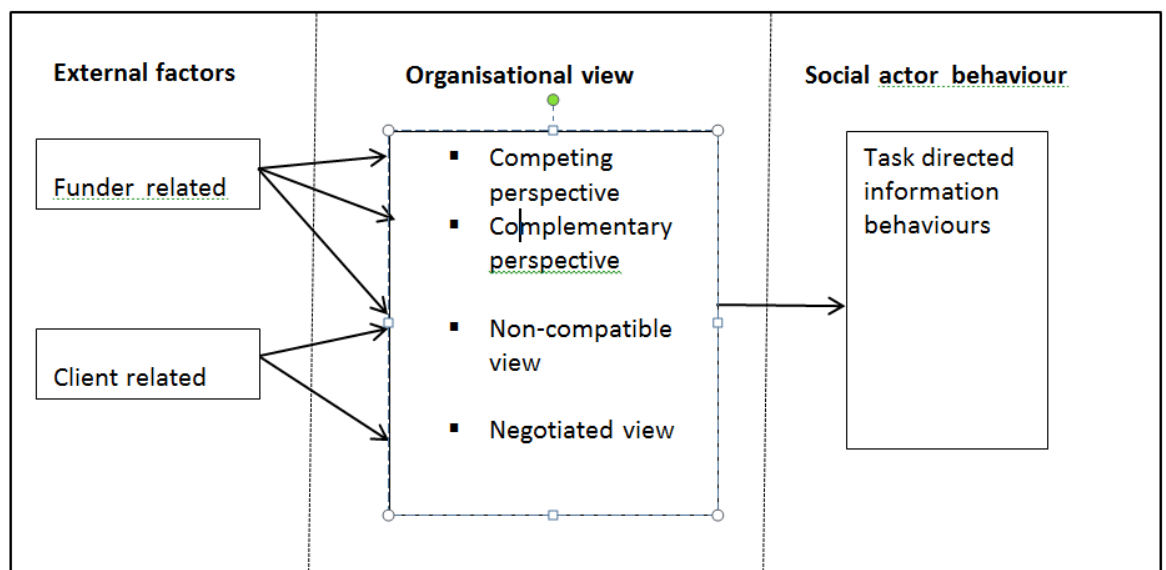 External factors
Organisational view
Social actor behaviour
Funder related
Client related
▪ Competing
perspective
▪ Complementary
perspective
▪ Non-compatible
view
▪ Negotiated view
Task directed
information
behaviours